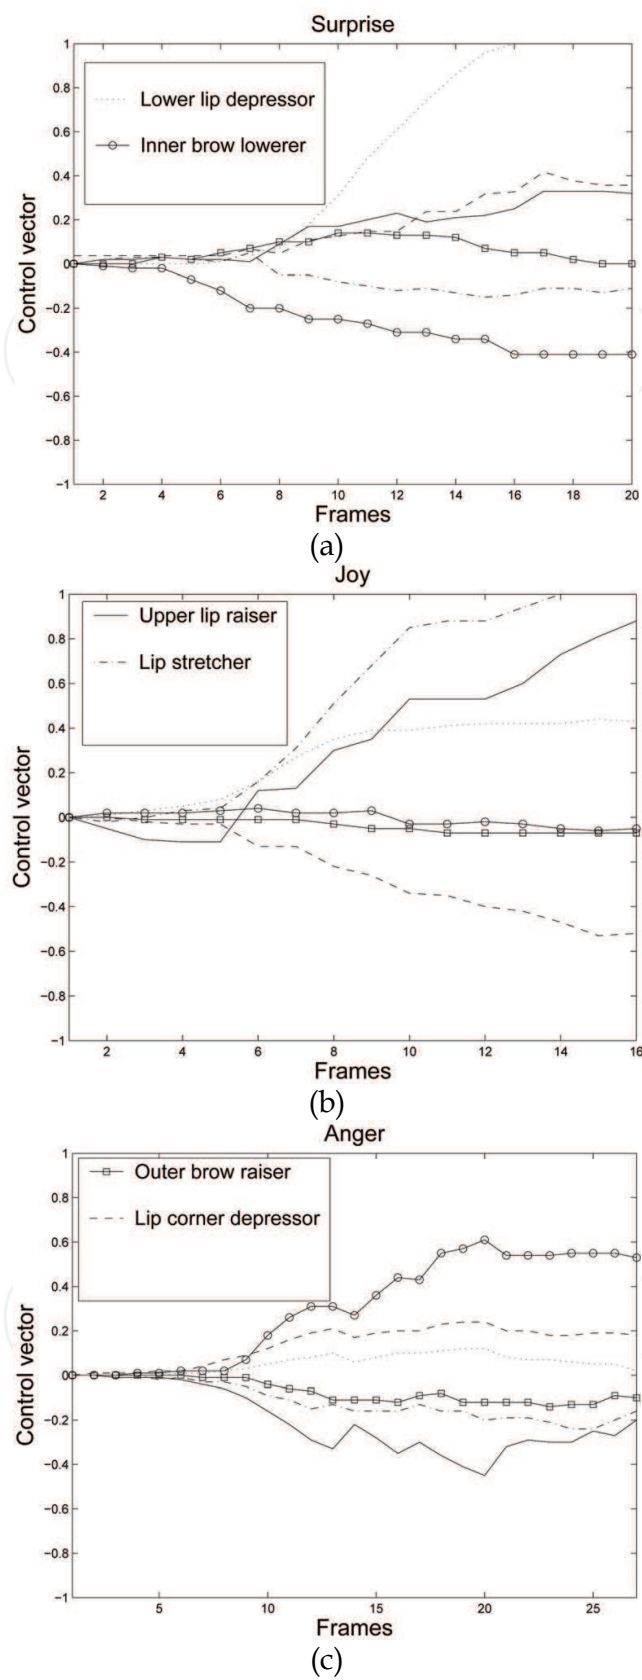 Surprise
1
0.8
0.6
0.4
0.2
0
−0.2
−0.4
−0.6
−0.8
−1
Control vector
Lower lip depressor
Inner brow lowerer
2 4 6 8 10 12 14 16 18 20
Frames
(a)
Joy
1
0.8
0.6
0.4
0.2
0
−0.2
−0.4
−0.6
−0.8
−1
Control vector
Upper lip raiser
Lip stretcher
2 4 6 8 10 12 14 16
Frames
(b)
Anger
1
0.8
0.6
0.4
0.2
0
−0.2
−0.4
−0.6
−0.8
−1
Control vector
Outer brow raiser
Lip corner depressor
5 10 15 20 25
Frames
(c)